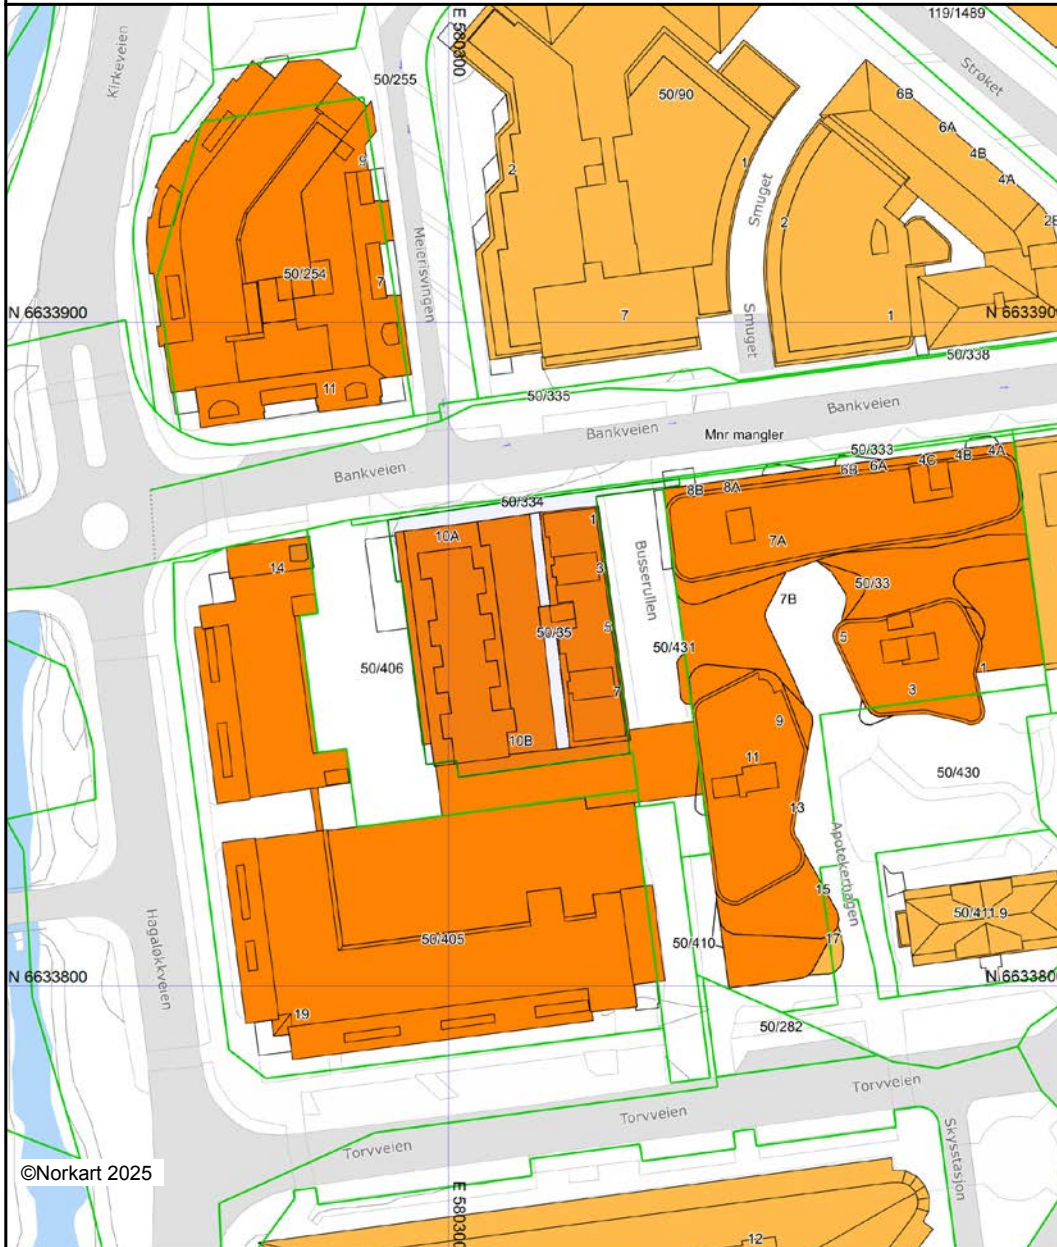 119/1489
E 580300
Kirkeveien
Strøket
50/255
50/90
6B
6A
4B
4A
2B
9
2
1
Smuget
2
Meierisvingen
50/254
7
N 6633900
7
Smuget
1
N 663390
50/338
11
50/335
Bankveien
Bankveien
Mnr mangler
50/333
4A
4B
4C
6A
6B
Bankveien
8B
8A
50/334
10A
1
7A
14
3
Busserullen
50/33
7B
5
50/35
5
50/431
50/406
1
3
7
9
10B
11
50/430
13
Apotekerhagen
15
50/411.9
Hagaløkkveien
50/405
50/410
17
N 6633800
N 663380
19
50/282
Torvveien
Torvveien
Torvveien
Skysstasjon
©Norkart 2025
E 580300
12